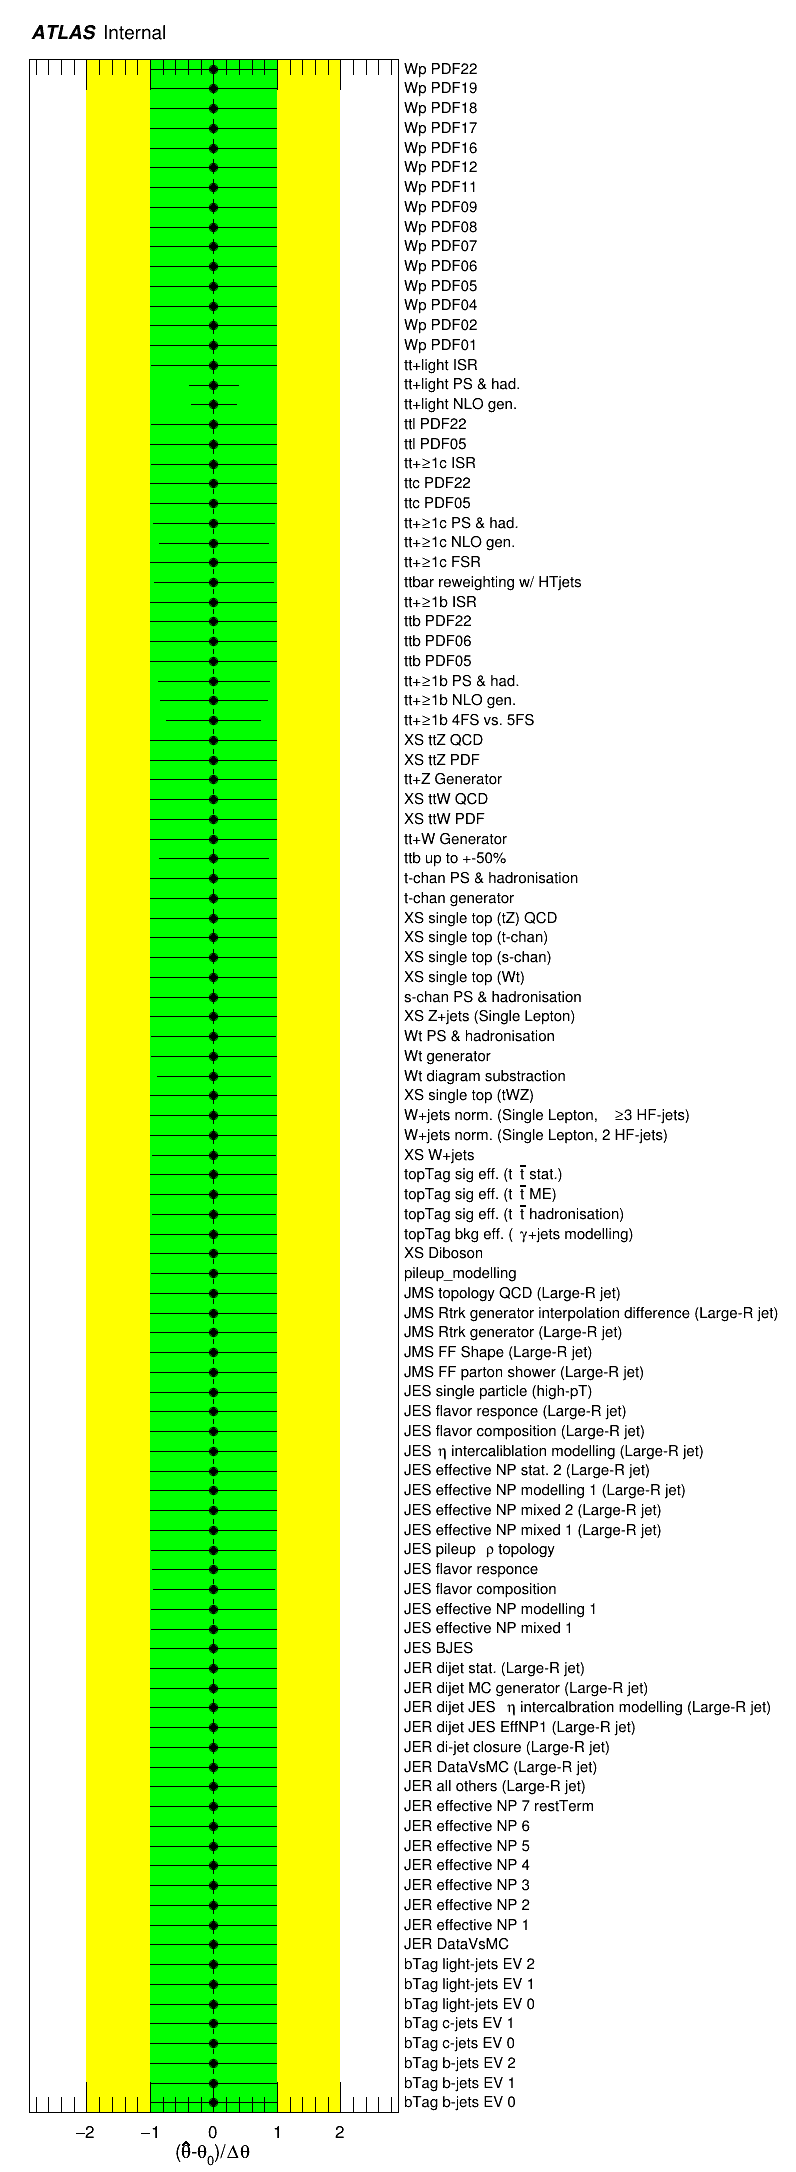 ATLAS Internal
Wp PDF22
Wp PDF19
Wp PDF18
Wp PDF17
Wp PDF16
Wp PDF12
Wp PDF11
Wp PDF09
Wp PDF08
Wp PDF07
Wp PDF06
Wp PDF05
Wp PDF04
Wp PDF02
Wp PDF01
tt+light ISR
tt+light PS & had.
tt+light NLO gen.
ttl PDF22
ttl PDF05
tt+≥1c ISR
ttc PDF22
ttc PDF05
tt+≥1c PS & had.
tt+≥1c NLO gen.
tt+≥1c FSR
ttbar reweighting w/ HTjets
tt+≥1b ISR
ttb PDF22
ttb PDF06
ttb PDF05
tt+≥1b PS & had.
tt+≥1b NLO gen.
tt+≥1b 4FS vs. 5FS
XS ttZ QCD
XS ttZ PDF
tt+Z Generator
XS ttW QCD
XS ttW PDF
tt+W Generator
ttb up to +-50%
t-chan PS & hadronisation
t-chan generator
XS single top (tZ) QCD
XS single top (t-chan)
XS single top (s-chan)
XS single top (Wt)
s-chan PS & hadronisation
XS Z+jets (Single Lepton)
Wt PS & hadronisation
Wt generator
Wt diagram substraction
XS single top (tWZ)
W+jets norm. (Single Lepton, ≥3 HF-jets)
W+jets norm. (Single Lepton, 2 HF-jets)
XS W+jets
topTag sig eff. (t t̄ stat.)
topTag sig eff. (t t̄ ME)
topTag sig eff. (t t̄ hadronisation)
topTag bkg eff. ( γ+jets modelling)
XS Diboson
pileup_modelling
JMS topology QCD (Large-R jet)
JMS Rtrk generator interpolation difference (Large-R jet)
JMS Rtrk generator (Large-R jet)
JMS FF Shape (Large-R jet)
JMS FF parton shower (Large-R jet)
JES single particle (high-pT)
JES flavor responce (Large-R jet)
JES flavor composition (Large-R jet)
JES η intercaliblation modelling (Large-R jet)
JES effective NP stat. 2 (Large-R jet)
JES effective NP modelling 1 (Large-R jet)
JES effective NP mixed 2 (Large-R jet)
JES effective NP mixed 1 (Large-R jet)
JES pileup ρ topology
JES flavor responce
JES flavor composition
JES effective NP modelling 1
JES effective NP mixed 1
JES BJES
JER dijet stat. (Large-R jet)
JER dijet MC generator (Large-R jet)
JER dijet JES η intercalbration modelling (Large-R jet)
JER dijet JES EffNP1 (Large-R jet)
JER di-jet closure (Large-R jet)
JER DataVsMC (Large-R jet)
JER all others (Large-R jet)
JER effective NP 7 restTerm
JER effective NP 6
JER effective NP 5
JER effective NP 4
JER effective NP 3
JER effective NP 2
JER effective NP 1
JER DataVsMC
bTag light-jets EV 2
bTag light-jets EV 1
bTag light-jets EV 0
bTag c-jets EV 1
bTag c-jets EV 0
bTag b-jets EV 2
bTag b-jets EV 1
bTag b-jets EV 0
−2 −1 0 1 2
(θ̂-θ₀)/Δθ